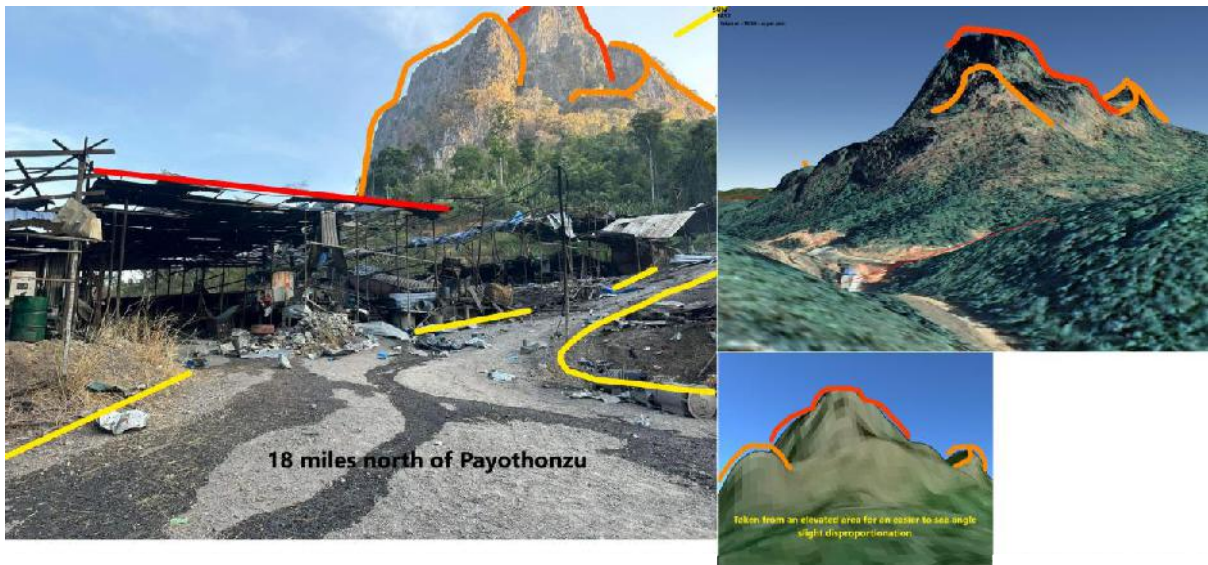 18 miles north of Payothonzu
Taken from an elevated area for an easier to see angle
slight disproportionation